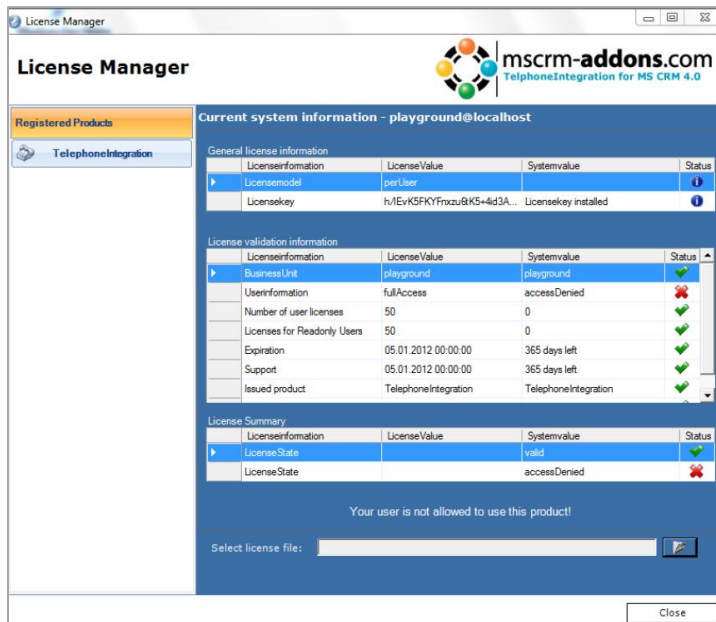 License Manager
License Manager
mscrm-addons.com
TelphoneIntegration for MS CRM 4.0
Registered Products
TelephoneIntegration
Current system information - playground@localhost
General license information
Licenseinformation LicenseValue Systemvalue Status
Licensemodel perUser
Licensekey Licensekey installed
License validation information
Licenseinformation LicenseValue Systemvalue Status
BusinessUnit playground playground
Userinformation fullAccess accessDenied
Number of user licenses 50 0
Licenses for Readonly Users 50 0
Expiration 05.01.2012 00:00:00 365 days left
Support 05.01.2012 00:00:00 365 days left
Issued product TelephoneIntegration TelephoneIntegration
License Summary
Licenseinformation LicenseValue Systemvalue Status
LicenseState valid
LicenseState accessDenied
Your user is not allowed to use this product!
Select license file:
Close